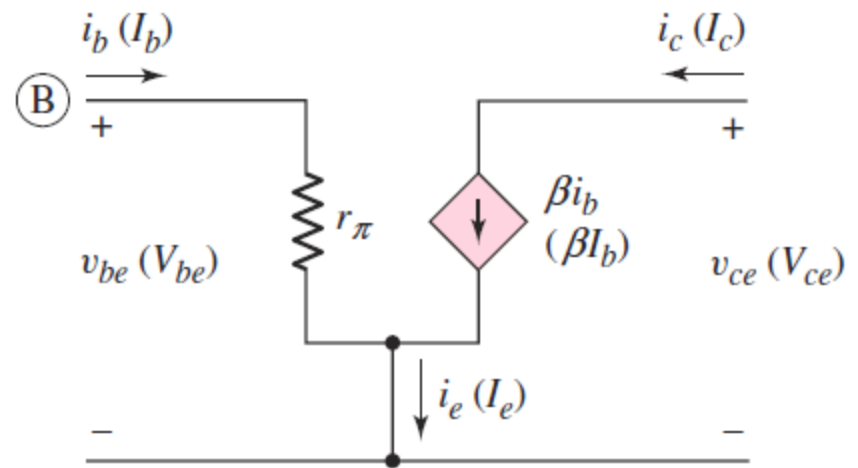 i_b (I_b)
i_c (I_c)
B
+
+
r_π
βi_b
(βI_b)
v_be (V_be)
v_ce (V_ce)
i_e (I_e)
−
−